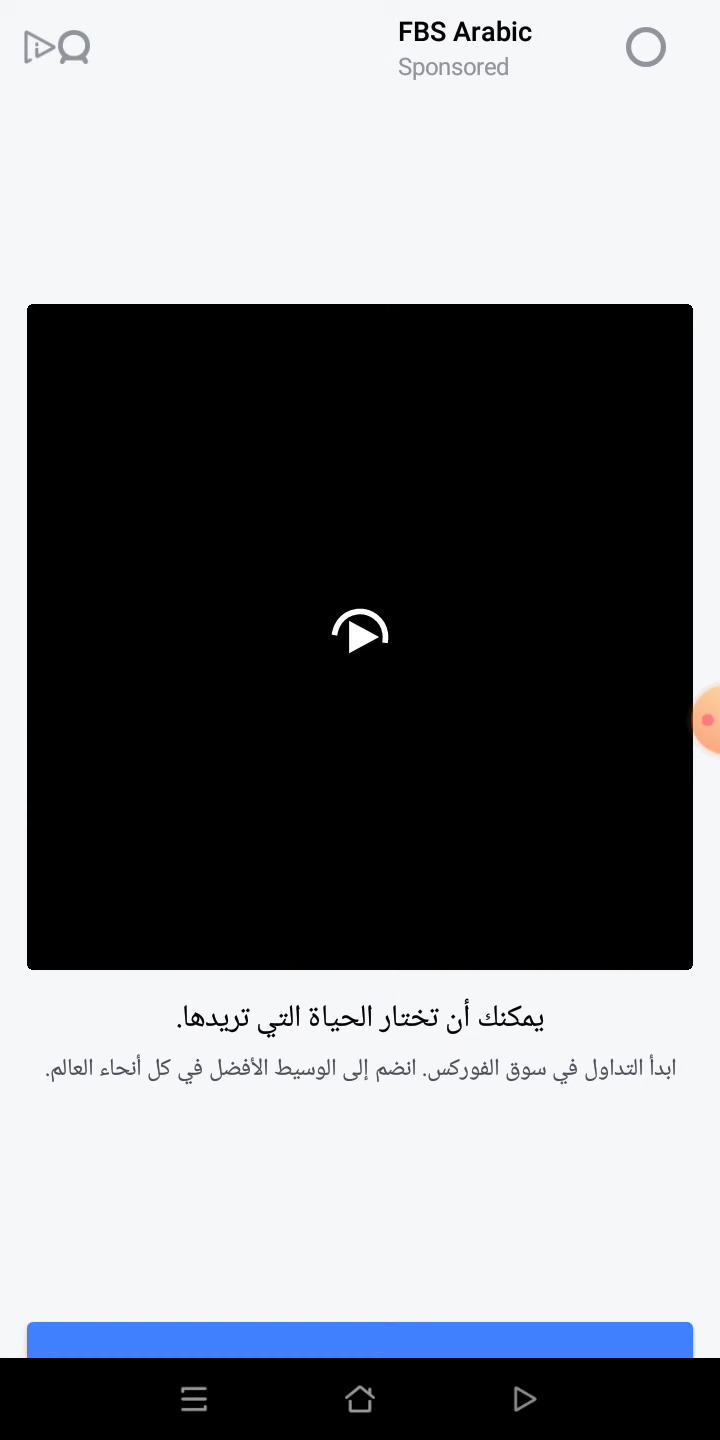 FBS Arabic
Sponsored
يمكنك أن تختار الحياة التي تريدها.
ابدأ التداول في سوق الفوركس. انضم إلى الوسيط الأفضل في كل أنحاء العالم.